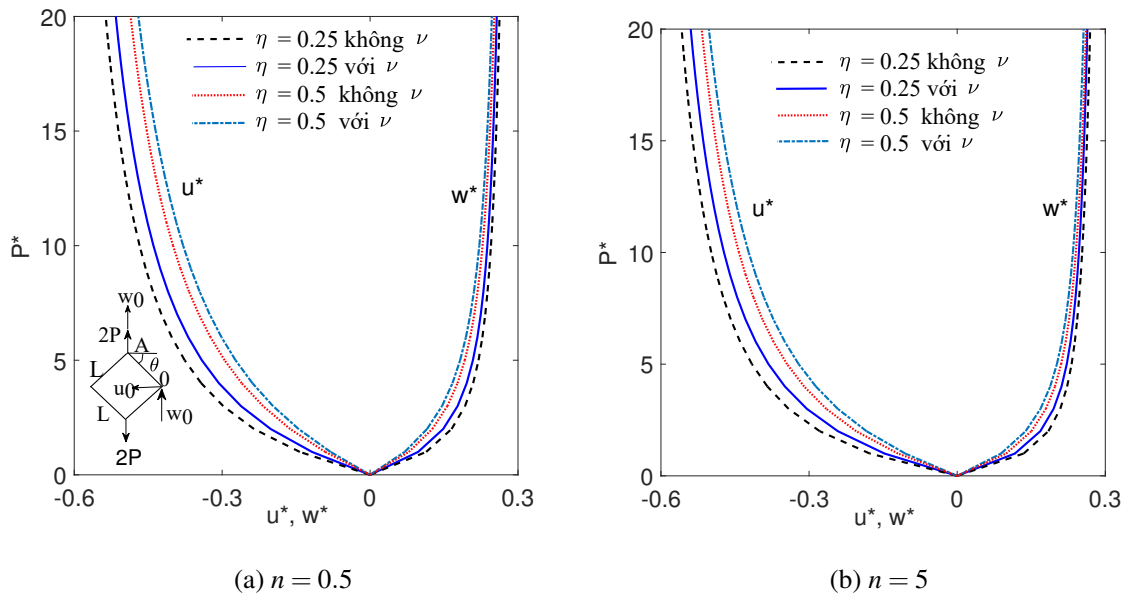 20
15
10
5
0
P*
-0.6
-0.3
0
0.3
u*, w*
η = 0.25 không ν
η = 0.25 với ν
η = 0.5 không ν
η = 0.5 với ν
u*
w*
w0
2P
A
θ
L
0
u0
L
w0
2P
(a) n = 0.5
20
15
10
5
0
P*
-0.6
-0.3
0
0.3
u*, w*
η = 0.25 không ν
η = 0.25 với ν
η = 0.5 không ν
η = 0.5 với ν
u*
w*
(b) n = 5